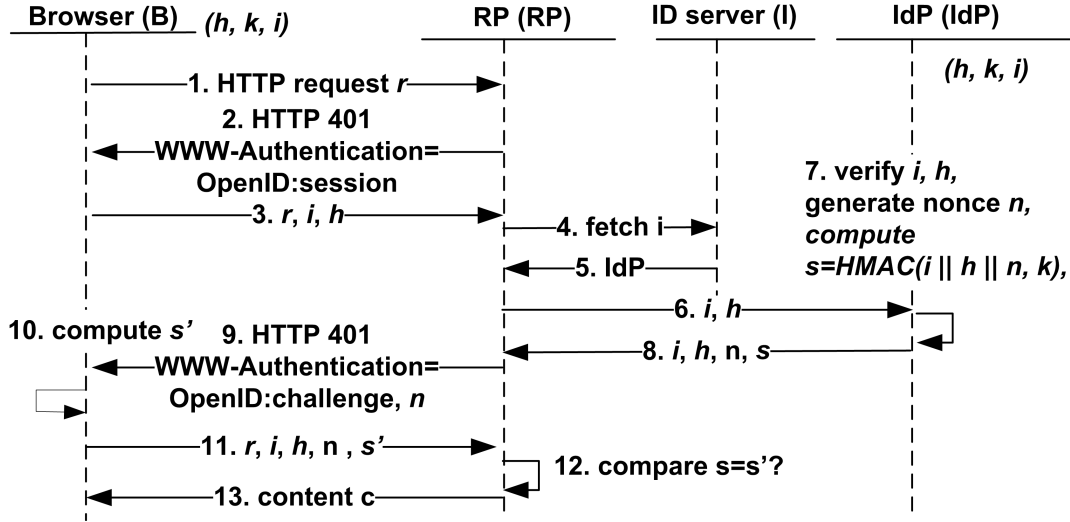 Browser (B)
(h, k, i)
RP (RP)
ID server (I)
IdP (IdP)
(h, k, i)
1. HTTP request r
2. HTTP 401
WWW-Authentication=
OpenID:session
3. r, i, h
4. fetch i
5. IdP
6. i, h
7. verify i, h,
generate nonce n,
compute
s=HMAC(i || h || n, k),
8. i, h, n, s
9. HTTP 401
WWW-Authentication=
OpenID:challenge, n
10. compute s’
11. r, i, h, n , s’
12. compare s=s’?
13. content c